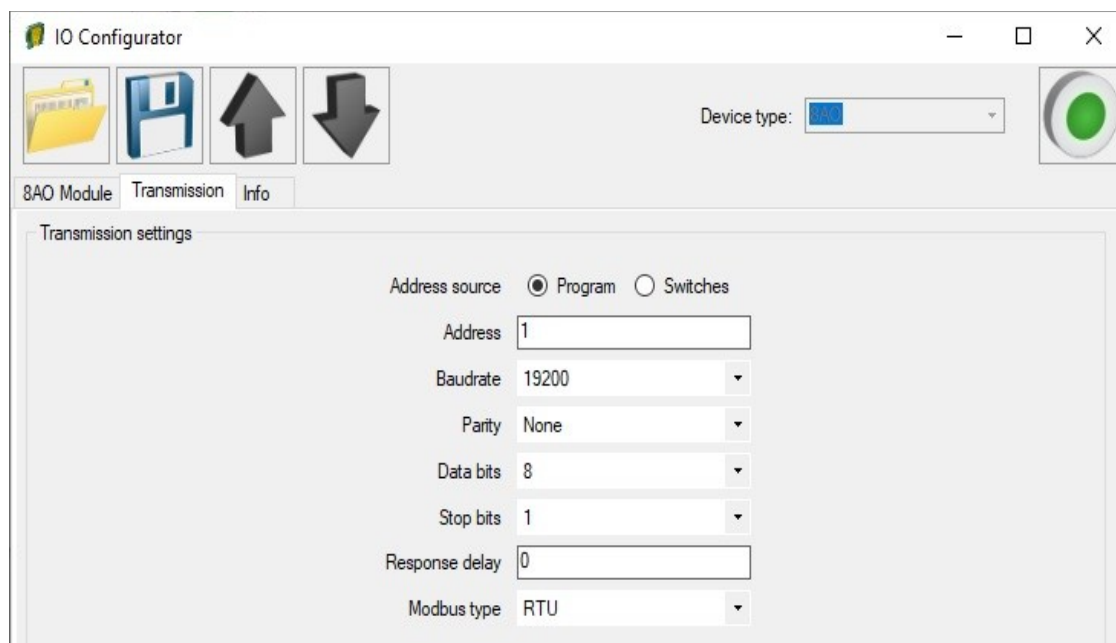 IO Configurator
Device type: 8AO
8AO Module Transmission Info
Transmission settings
Address source Program Switches
Address 1
Baudrate 19200
Parity None
Data bits 8
Stop bits 1
Response delay 0
Modbus type RTU